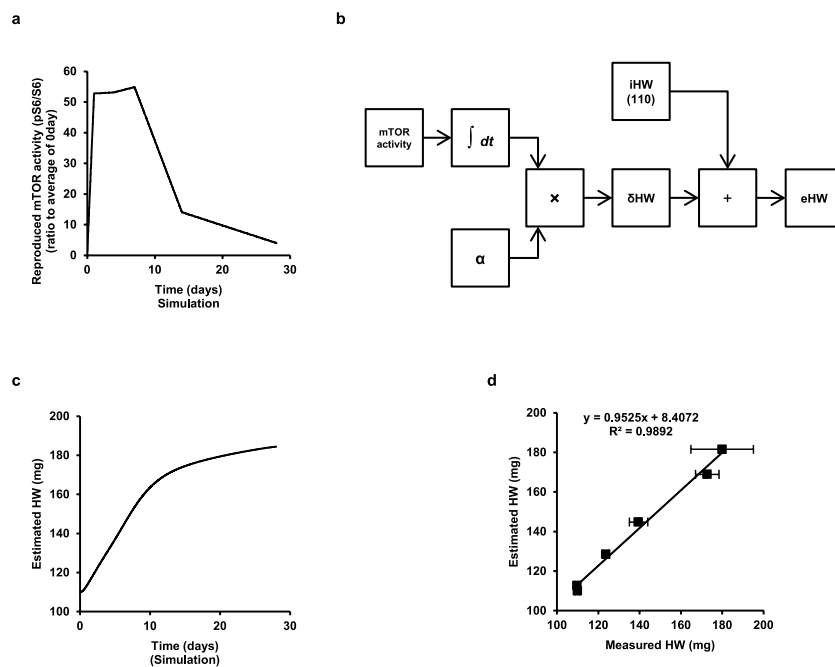 a
Reproduced mTOR activity (pS6/S6)
(ratio to average of 0day)
60
50
40
30
20
10
0
0
10
20
30
Time (days)
Simulation
b
iHW
(110)
mTOR
activity
∫ dt
×
δHW
+
eHW
α
c
Estimated HW (mg)
200
180
160
140
120
100
0
10
20
30
Time (days)
(Simulation)
d
y = 0.9525x + 8.4072
R² = 0.9892
Estimated HW (mg)
200
180
160
140
120
100
100
120
140
160
180
200
Measured HW (mg)